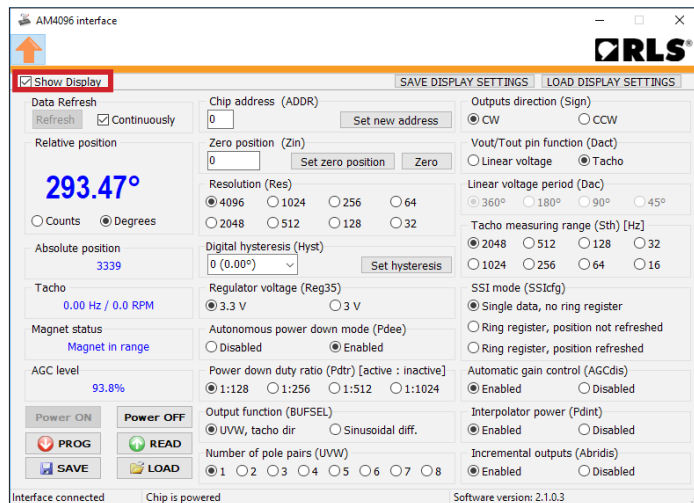 AM4096 interface
RLS®
Show Display
SAVE DISPLAY SETTINGS LOAD DISPLAY SETTINGS
Data Refresh
Refresh Continuously
Relative position
293.47º
Counts Degrees
Absolute position
3339
Tacho
0.00 Hz / 0.0 RPM
Magnet status
Magnet in range
AGC level
93.8%
Power ON Power OFF
PROG READ
SAVE LOAD
Chip address (ADDR)
0 Set new address
Zero position (Zin)
0 Set zero position Zero
Resolution (Res)
4096 1024 256 64
2048 512 128 32
Digital hysteresis (Hyst)
0 (0.00º) Set hysteresis
Regulator voltage (Reg35)
3.3 V 3 V
Autonomous power down mode (Pdee)
Disabled Enabled
Power down duty ratio (Pdtr) [active : inactive]
1:128 1:256 1:512 1:1024
Output function (BUFSEL)
UVW, tacho dir Sinusoidal diff.
Number of pole pairs (UVW)
1 2 3 4 5 6 7 8
Outputs direction (Sign)
CW CCW
Vout/Tout pin function (Dact)
Linear voltage Tacho
Linear voltage period (Dac)
360º 180º 90º 45º
Tacho measuring range (Sth) [Hz]
2048 512 128 32
1024 256 64 16
SSI mode (SSIcfg)
Single data, no ring register
Ring register, position not refreshed
Ring register, position refreshed
Automatic gain control (AGCdis)
Enabled Disabled
Interpolator power (Pdint)
Enabled Disabled
Incremental outputs (Abridis)
Enabled Disabled
Interface connected Chip is powered Software version: 2.1.0.3